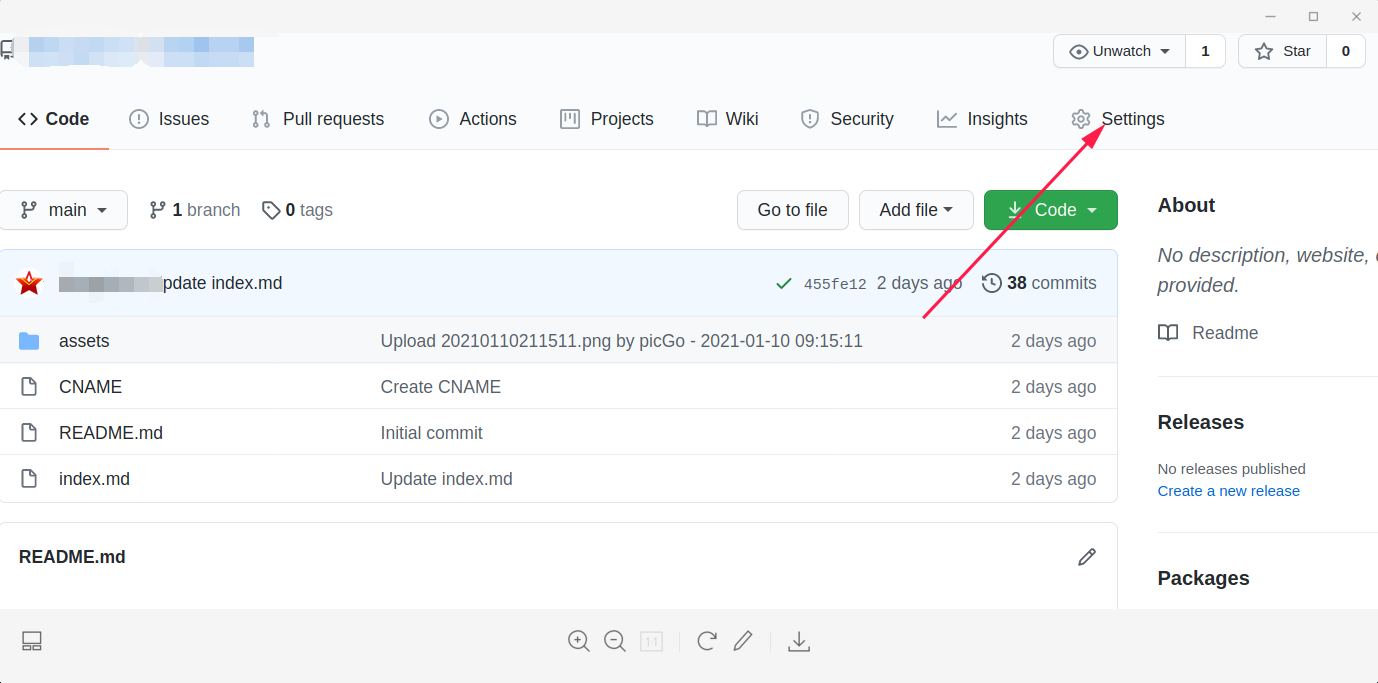 Unwatch 1 Star 0
Code Issues Pull requests Actions Projects Wiki Security Insights Settings
main 1 branch 0 tags Go to file Add file Code
pdate index.md 455fe12 2 days ago 38 commits
assets Upload 20210110211511.png by picGo - 2021-01-10 09:15:11 2 days ago
CNAME Create CNAME 2 days ago
README.md Initial commit 2 days ago
index.md Update index.md 2 days ago
README.md
About
No description, website,
provided.
Readme
Releases
No releases published
Create a new release
Packages
1:1